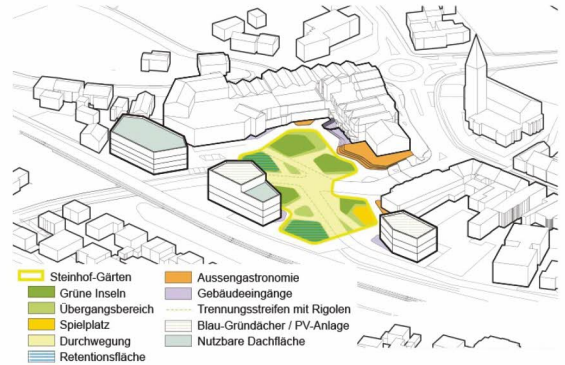 Steinhof-Gärten
Grüne Inseln
Übergangsbereich
Spielplatz
Durchwegung
Retentionsfläche
Aussengastronomie
Gebäudeeingänge
Trennungsstreifen mit Rigolen
Blau-Gründächer / PV-Anlage
Nutzbare Dachfläche